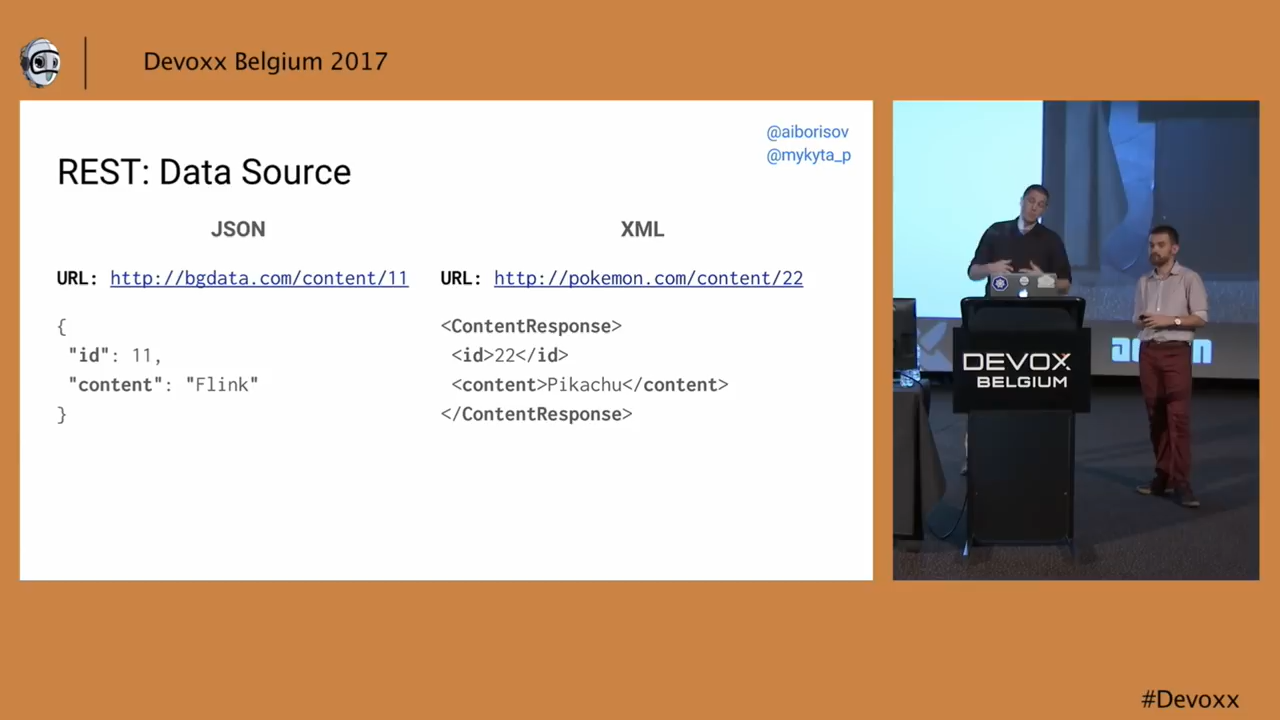 Devoxx Belgium 2017
@aiborisov
@mykyta_p
REST: Data Source
JSON
URL: http://bgdata.com/content/11
{
"id": 11,
"content": "Flink"
}
XML
URL: http://pokemon.com/content/22
<ContentResponse>
<id>22</id>
<content>Pikachu</content>
</ContentResponse>
DEVOXX
BELGIUM
#Devoxx